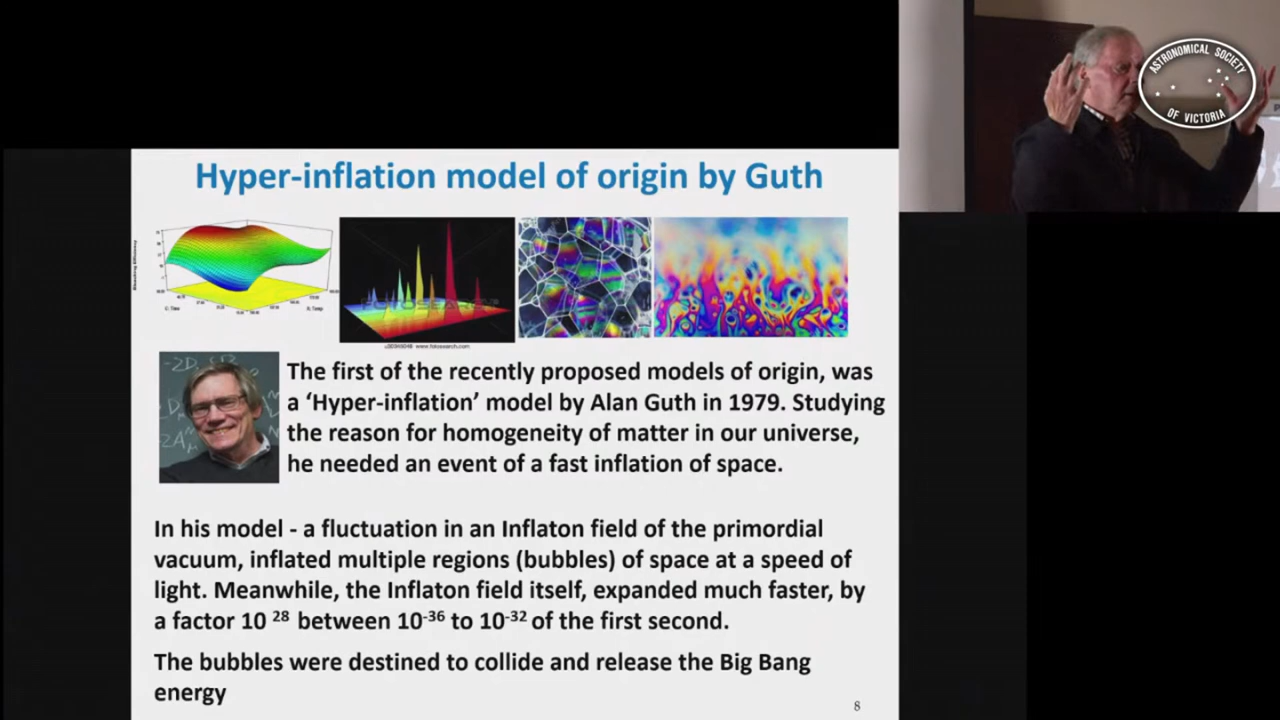 Hyper-inflation model of origin by Guth
FOTOSEARCH
www.fotosearch.com
The first of the recently proposed models of origin, was
a ‘Hyper-inflation’ model by Alan Guth in 1979. Studying
the reason for homogeneity of matter in our universe,
he needed an event of a fast inflation of space.
In his model - a fluctuation in an Inflaton field of the primordial
vacuum, inflated multiple regions (bubbles) of space at a speed of
light. Meanwhile, the Inflaton field itself, expanded much faster, by
a factor 10 ²⁸ between 10⁻³⁶ to 10⁻³² of the first second.
The bubbles were destined to collide and release the Big Bang
energy
8
ASTRONOMICAL SOCIETY
OF VICTORIA